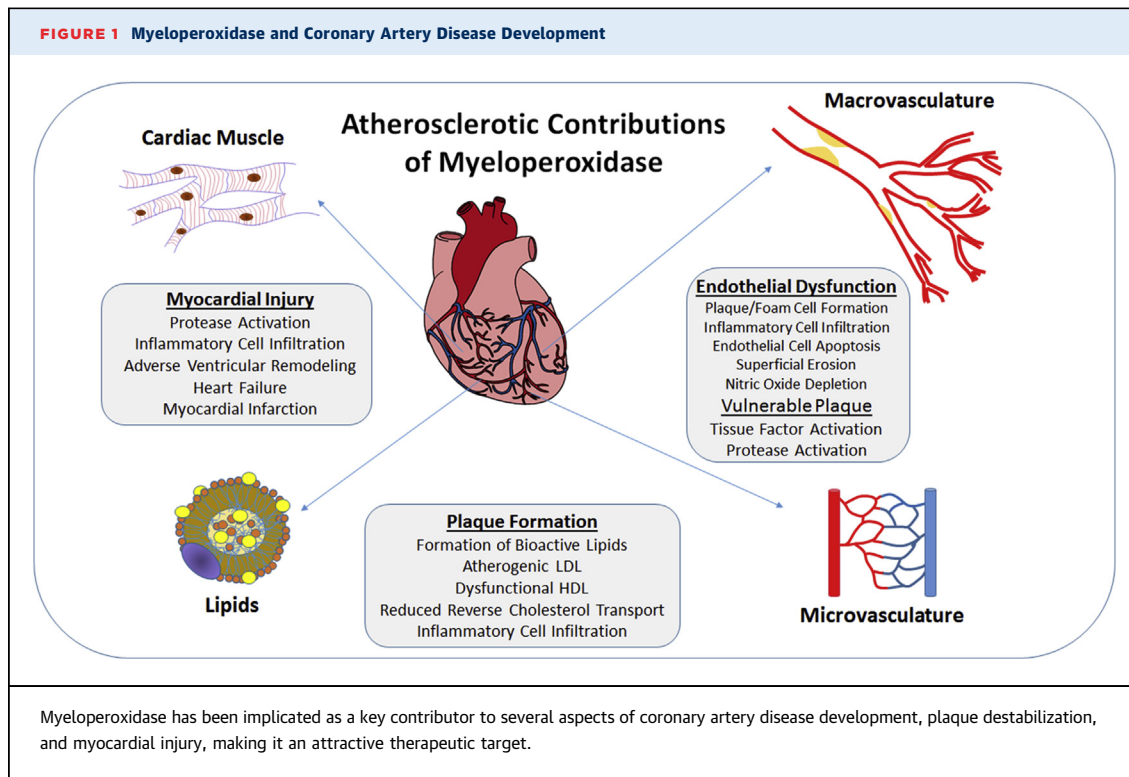 FIGURE 1 Myeloperoxidase and Coronary Artery Disease Development
Atherosclerotic Contributions
of Myeloperoxidase
Cardiac Muscle
Macrovasculature
Myocardial Injury
Protease Activation
Inflammatory Cell Infiltration
Adverse Ventricular Remodeling
Heart Failure
Myocardial Infarction
Endothelial Dysfunction
Plaque/Foam Cell Formation
Inflammatory Cell Infiltration
Endothelial Cell Apoptosis
Superficial Erosion
Nitric Oxide Depletion
Vulnerable Plaque
Tissue Factor Activation
Protease Activation
Lipids
Plaque Formation
Formation of Bioactive Lipids
Atherogenic LDL
Dysfunctional HDL
Reduced Reverse Cholesterol Transport
Inflammatory Cell Infiltration
Microvasculature
Myeloperoxidase has been implicated as a key contributor to several aspects of coronary artery disease development, plaque destabilization,
and myocardial injury, making it an attractive therapeutic target.